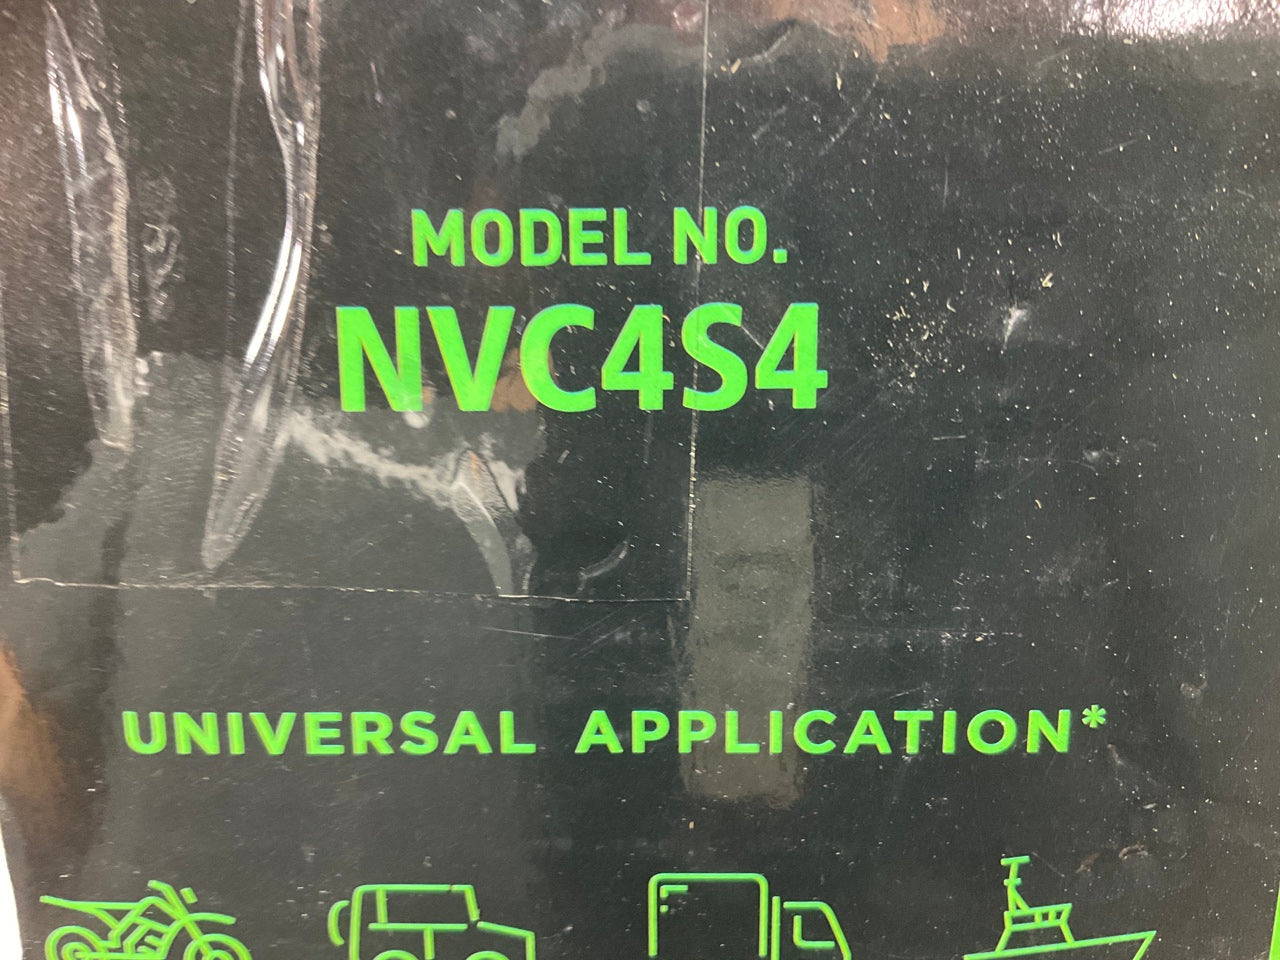 MODEL NO.
NVC4S4
UNIVERSAL APPLICATION*